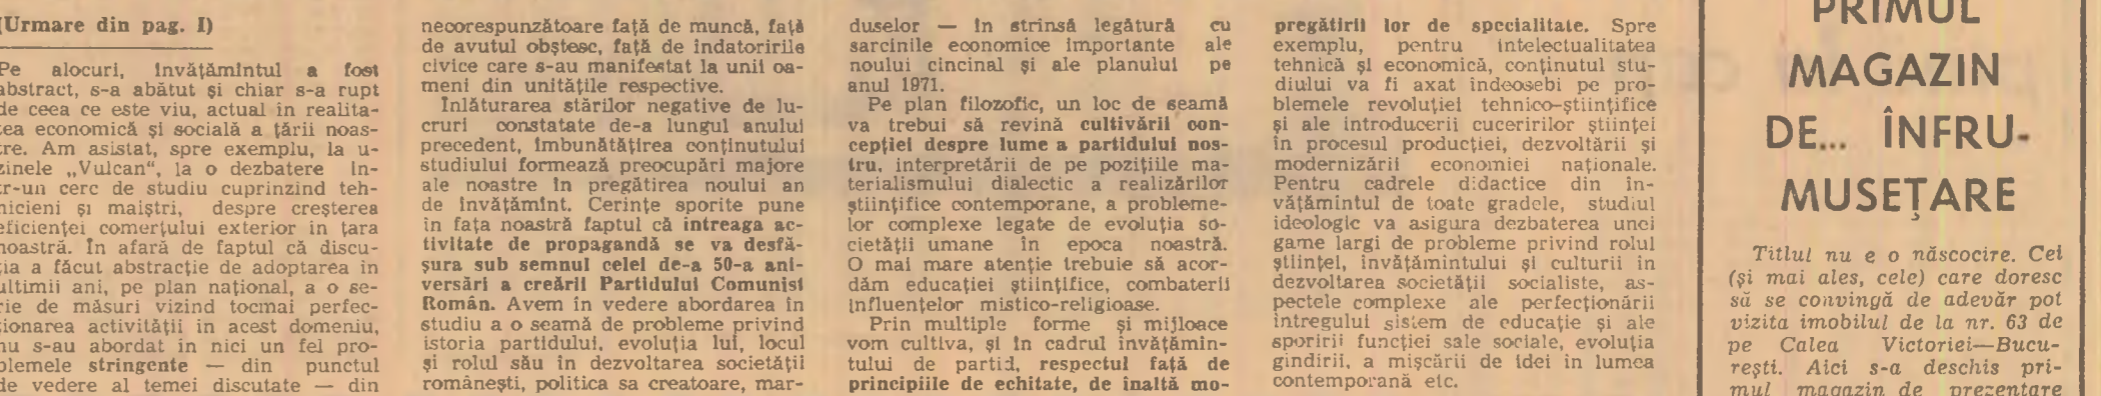 (Urmare din pag. I)
Pe alocuri, învățămîntul a fost
abstract, s-a abătut și chiar s-a rupt
de ceea ce este viu, actual în realita-
tea economică și socială a țării noas-
tre. Am asistat, spre exemplu, la u-
zinele „Vulcan“, la o dezbatere în-
tr-un cerc de studiu cuprinzînd teh-
nicieni și maiștri, despre creșterea
eficienței comerțului exterior în țara
noastră. În afară de faptul că discu-
ția a făcut abstracție de adoptarea în
ultimii ani, pe plan național, a o se-
rie de măsuri vizînd tocmai perfec-
ționarea activității în acest domeniu,
nu s-au abordat în nici un fel pro-
blemele stringente — din punctul
de vedere al temei discutate — din
necorespunzătoare față de muncă, față
de avutul obștesc, față de îndatoririle
civice care s-au manifestat la unii oa-
meni din unitățile respective.
Înlăturarea stărilor negative de lu-
cruri constatate de-a lungul anului
precedent, îmbunătățirea conținutului
studiului formează preocupări majore
ale noastre în pregătirea noului an
de învățămînt. Cerințe sporite pune
în fața noastră faptul că întreaga ac-
tivitate de propagandă se va desfă-
șura sub semnul celei de-a 50-a ani-
versări a creării Partidului Comunist
Român. Avem în vedere abordarea în
studiu a o seamă de probleme privind
istoria partidului, evoluția lui, locul
și rolul său în dezvoltarea societății
românești, politica sa creatoare, mar-
duselor — în strînsă legătură cu
sarcinile economice importante ale
noului cincinal și ale planului pe
anul 1971.
Pe plan filozofic, un loc de seamă
va trebui să revină cultivării con-
cepției despre lume a partidului nos-
tru, interpretării de pe pozițiile ma-
terialismului dialectic a realizărilor
științifice contemporane, a probleme-
lor complexe legate de evoluția so-
cietății umane în epoca noastră.
O mai mare atenție trebuie să acor-
dăm educației științifice, combaterii
influențelor mistico-religioase.
Prin multiple forme și mijloace
vom cultiva, și în cadrul învățămîn-
tului de partid, respectul față de
principiile de echitate, de înaltă mo-
pregătirii lor de specialitate. Spre
exemplu, pentru intelectualitatea
tehnică și economică, conținutul stu-
diului va fi axat îndeosebi pe pro-
blemele revoluției tehnico-științifice
și ale introducerii cuceririlor științei
în procesul producției, dezvoltării și
modernizării economiei naționale.
Pentru cadrele didactice din în-
vățămîntul de toate gradele, studiul
ideologic va asigura dezbaterea unei
game largi de probleme privind rolul
științei, învățămîntului și culturii în
dezvoltarea societății socialiste, as-
pectele complexe ale perfecționării
întregului sistem de educație și ale
sporirii funcției sale sociale, evoluția
gîndirii, a mișcării de idei în lumea
contemporană etc.
PRIMUL
MAGAZIN
DE... ÎNFRU-
MUSEȚARE
Titlul nu e o născocire. Cei
(și mai ales, cele) care doresc
să se convingă de adevăr pot
vizita imobilul de la nr. 63 de
pe Calea Victoriei—Bucu-
rești. Aici s-a deschis pri-
mul magazin de prezentare